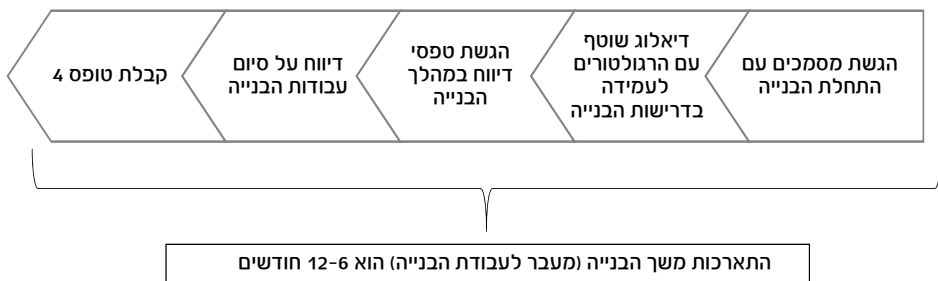 הגשת מסמכים עם
התחלת הבנייה
דיאלוג שוטף
עם הרגולטורים
לעמידה
בדרישות הבנייה
הגשת טפסי
דיווח במהלך
הבנייה
דיווח על סיום
עבודות הבנייה
קבלת טופס 4
התארכות משך הבנייה (מעבר לעבודת הבנייה) הוא 12-6 חודשים